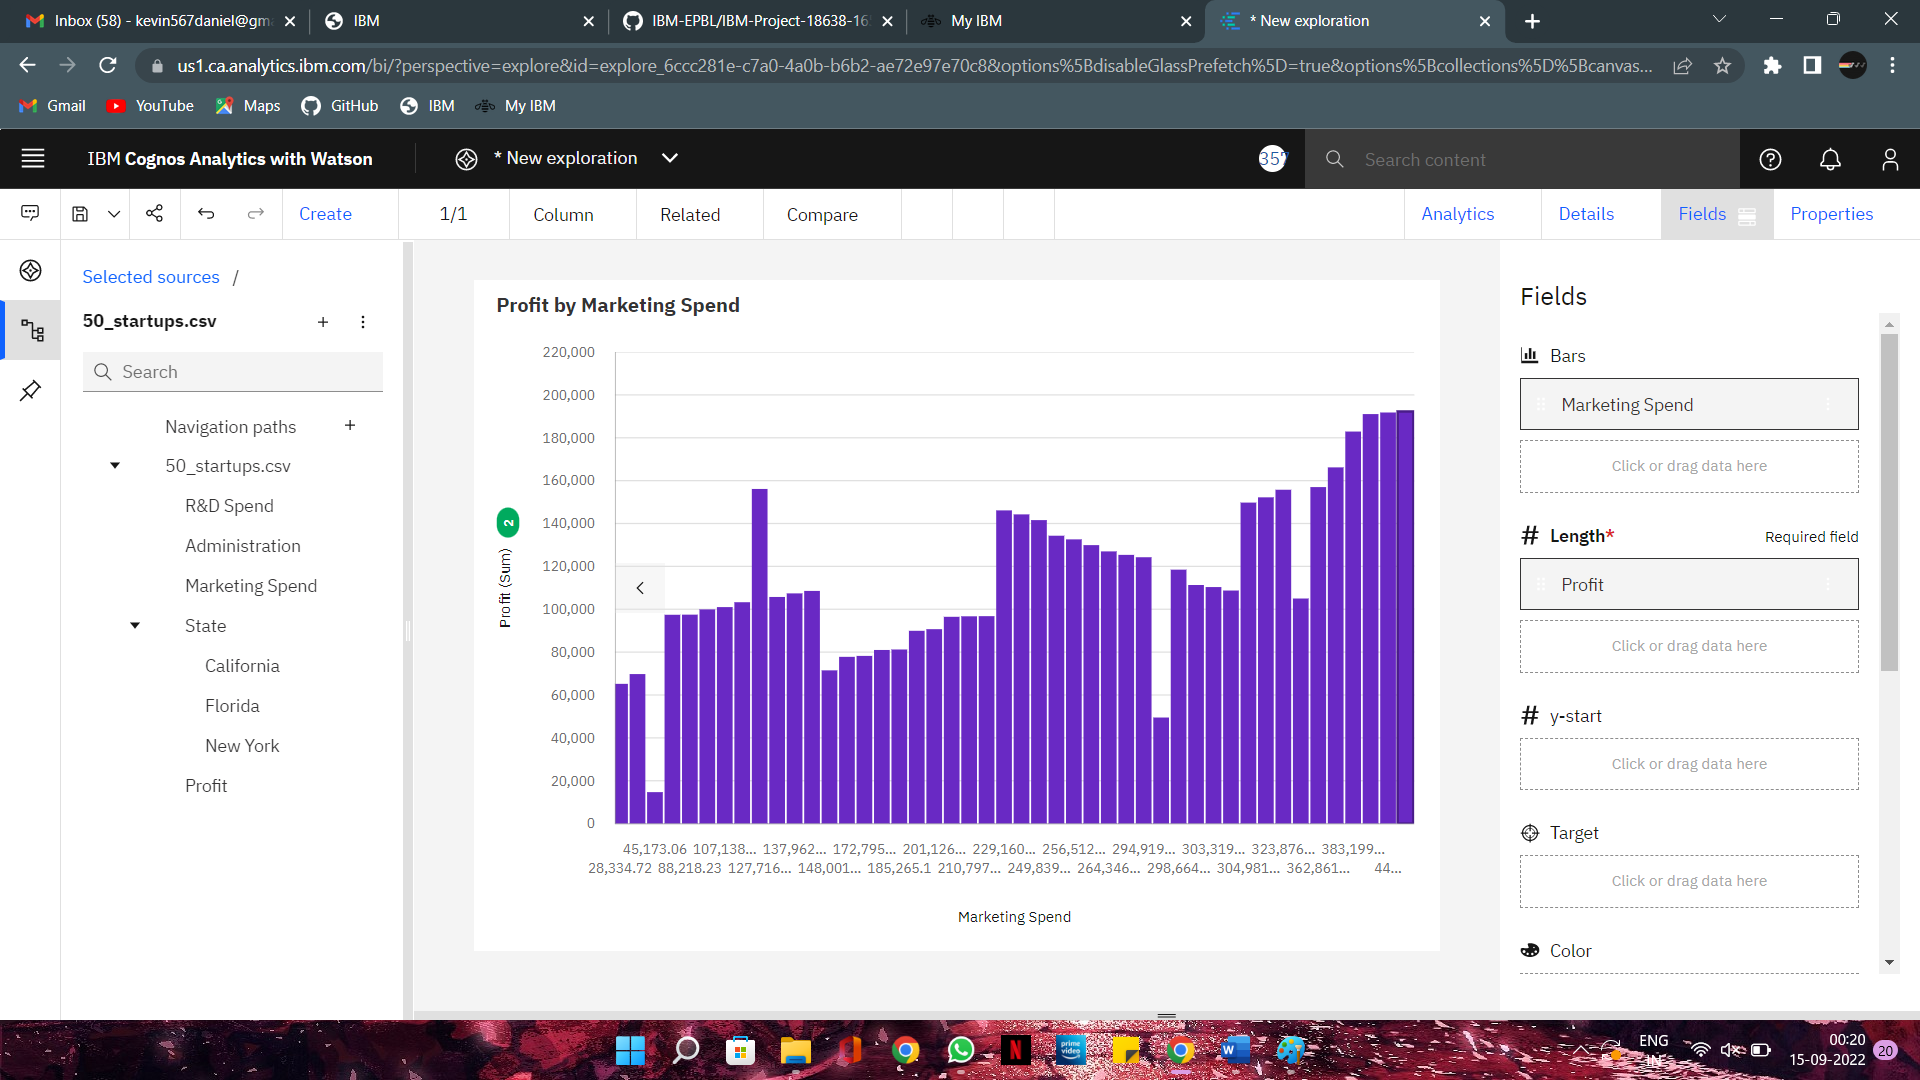 Inbox (58) - kevin567daniel@gm
IBM
IBM-EPBL/IBM-Project-18638-16
My IBM
* New exploration
us1.ca.analytics.ibm.com/bi/?perspective=explore&id=explore_6ccc281e-c7a0-4a0b-b6b2-ae72e97e70c8&options%5BdisableGlassPrefetch%5D=true&options%5Bcollections%5D%5Bcanvas...
Gmail
YouTube
Maps
GitHub
IBM
My IBM
IBM Cognos Analytics with Watson
* New exploration
357
Search content
Create
1/1
Column
Related
Compare
Analytics
Details
Fields
Properties
Selected sources /
50_startups.csv
Search
Navigation paths
50_startups.csv
R&D Spend
Administration
Marketing Spend
State
California
Florida
New York
Profit
Profit by Marketing Spend
220,000
200,000
180,000
160,000
140,000
120,000
100,000
80,000
60,000
40,000
20,000
0
2
Profit (Sum)
45,173.06 107,138... 137,962... 172,795... 201,126... 229,160... 256,512... 294,919... 303,319... 323,876... 383,199...
28,334.72 88,218.23 127,716... 148,001... 185,265.1 210,797... 249,839... 264,346... 298,664... 304,981... 362,861... 44...
Marketing Spend
Fields
Bars
Marketing Spend
Click or drag data here
Length*
Required field
Profit
Click or drag data here
y-start
Click or drag data here
Target
Click or drag data here
Color
prime video
ENG
IN
00:20
15-09-2022
20